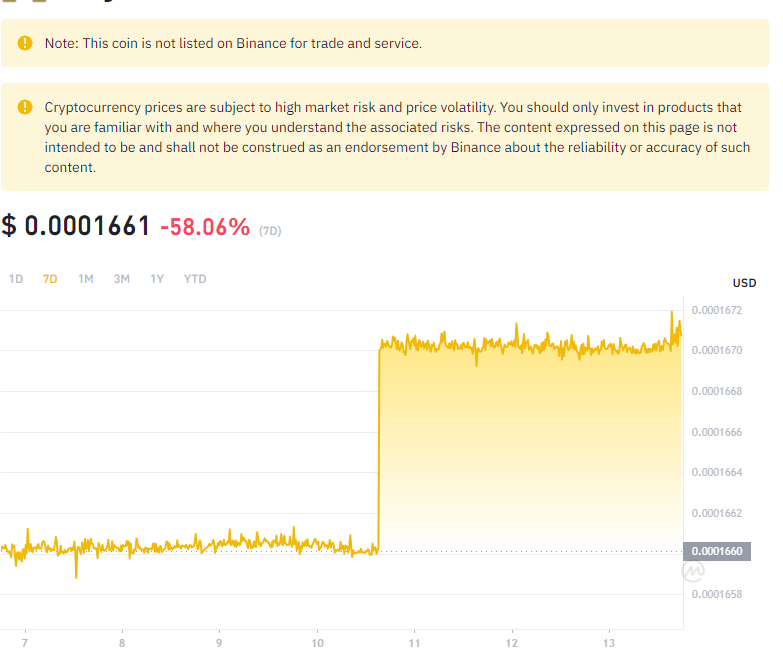 Note: This coin is not listed on Binance for trade and service.
Cryptocurrency prices are subject to high market risk and price volatility. You should only invest in products that
you are familiar with and where you understand the associated risks. The content expressed on this page is not
intended to be and shall not be construed as an endorsement by Binance about the reliability or accuracy of such
content.
$ 0.0001661 -58.06% (7D)
1D 7D 1M 3M 1Y YTD
USD
0.0001672
0.0001670
0.0001668
0.0001666
0.0001664
0.0001662
0.0001660
0.0001658
7 8 9 10 11 12 13